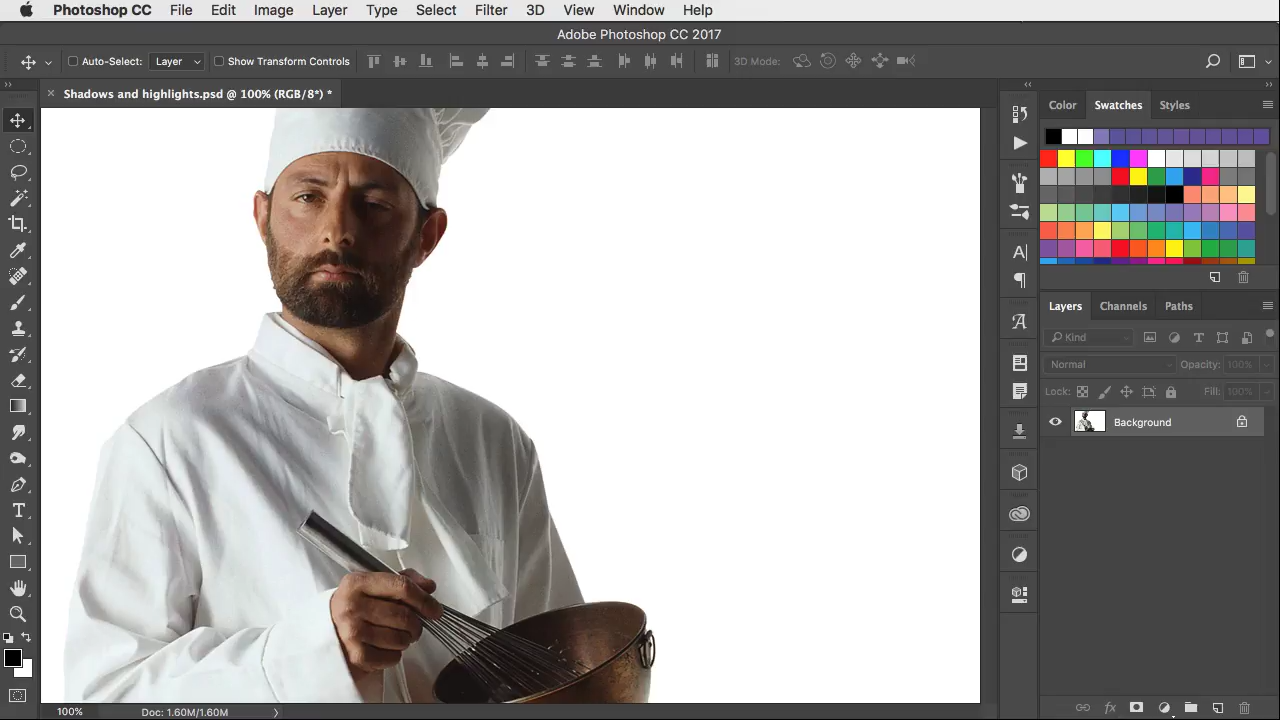 Photoshop CC File Edit Image Layer Type Select Filter 3D View Window Help
Adobe Photoshop CC 2017
Auto-Select: Layer Show Transform Controls 3D Mode:
× Shadows and highlights.psd @ 100% (RGB/8*) *
Color Swatches Styles
Layers Channels Paths
Kind
Normal Opacity: 100%
Lock: Fill: 100%
Background
100% Doc: 1.60M/1.60M